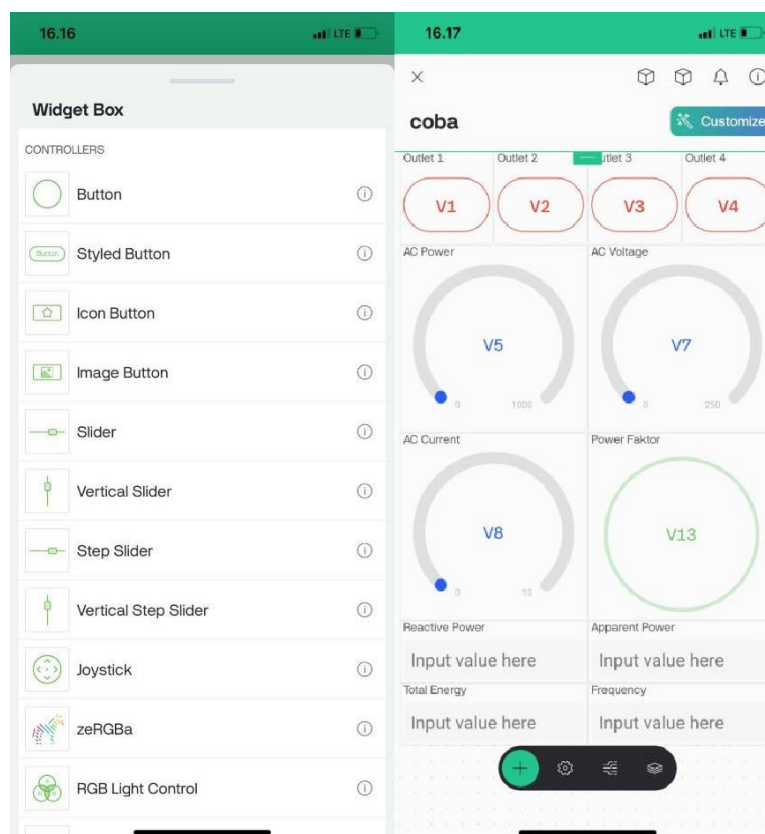 16.16
LTE
Widget Box
CONTROLLERS
Button
Button
Styled Button
Icon Button
Image Button
Slider
Vertical Slider
Step Slider
Vertical Step Slider
Joystick
zeRGBa
RGB Light Control
16.17
LTE
coba
Customize
Outlet 1
Outlet 2
utlet 3
Outlet 4
V1
V2
V3
V4
AC Power
AC Voltage
V5
V7
0
1000
0
250
AC Current
Power Faktor
V8
V13
0
Reactive Power
Apparent Power
Input value here
Input value here
Total Energy
Frequency
Input value here
Input value here